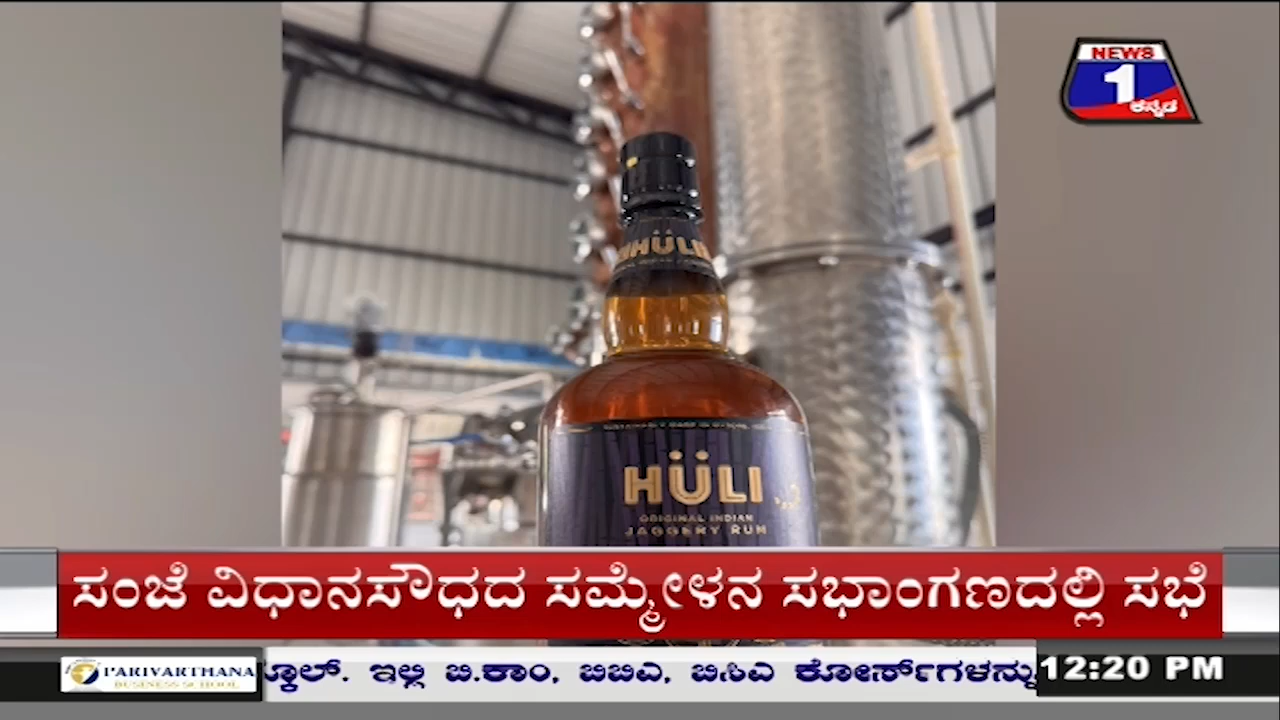 NEWS
1
ಕನ್ನಡ
HÜLI
HÜLI
ORIGINAL INDIAN
JAGGERY RUM
ಸಂಜೆ ವಿಧಾನಸೌಧದ ಸಮ್ಮೇಳನ ಸಭಾಂಗಣದಲ್ಲಿ ಸಭೆ
PARIVARTHANA
BUSINESS SCHOOL
ಸ್ಕೂಲ್. ಇಲ್ಲಿ ಬಿ.ಕಾಂ, ಬಿಬಿಎ, ಬಿಸಿಎ ಕೋರ್ಸ್‌ಗಳನ್ನು
12:20 PM